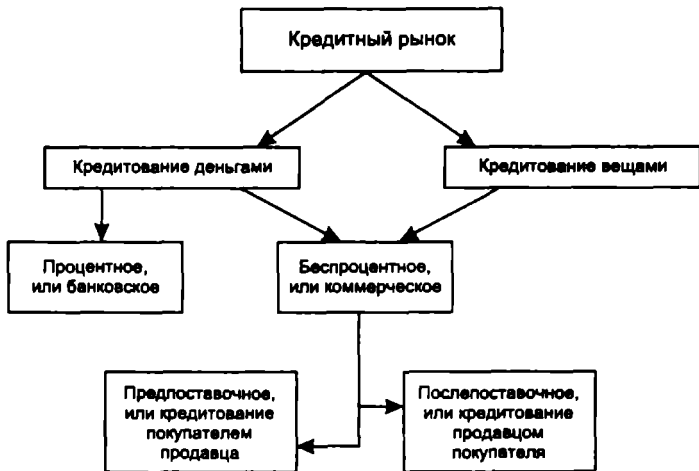 Кредитный рынок
Кредитование деньгами
Кредитование вещами
Процентное,
или банковское
Беспроцентное,
или коммерческое
Предпоставочное,
или кредитование
покупателем
продавца
Послепоставочное,
или кредитование
продавцом
покупателя